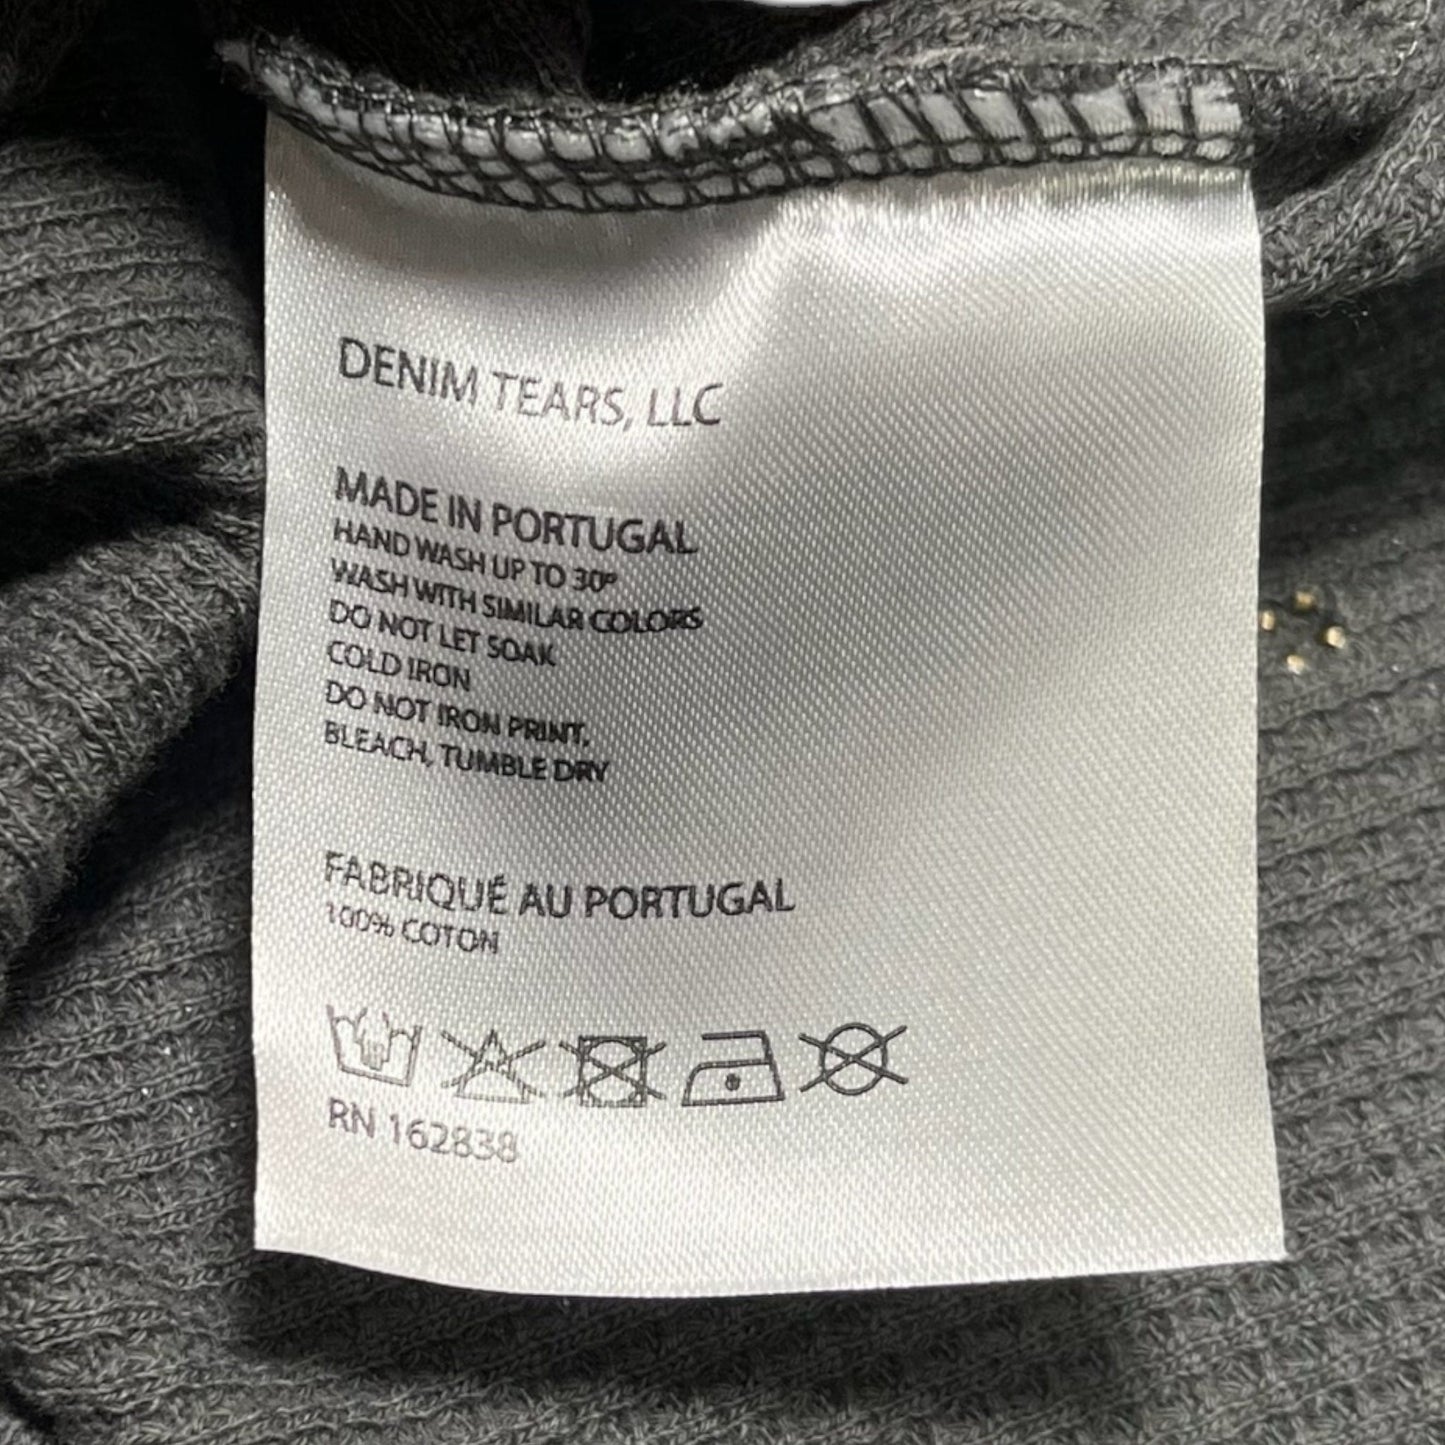 DENIM TEARS, LLC
MADE IN PORTUGAL
HAND WASH UP TO 30º
WASH WITH SIMILAR COLORS
DO NOT LET SOAK
COLD IRON
DO NOT IRON PRINT,
BLEACH, TUMBLE DRY
FABRIQUÉ AU PORTUGAL
100% COTON
RN 162838